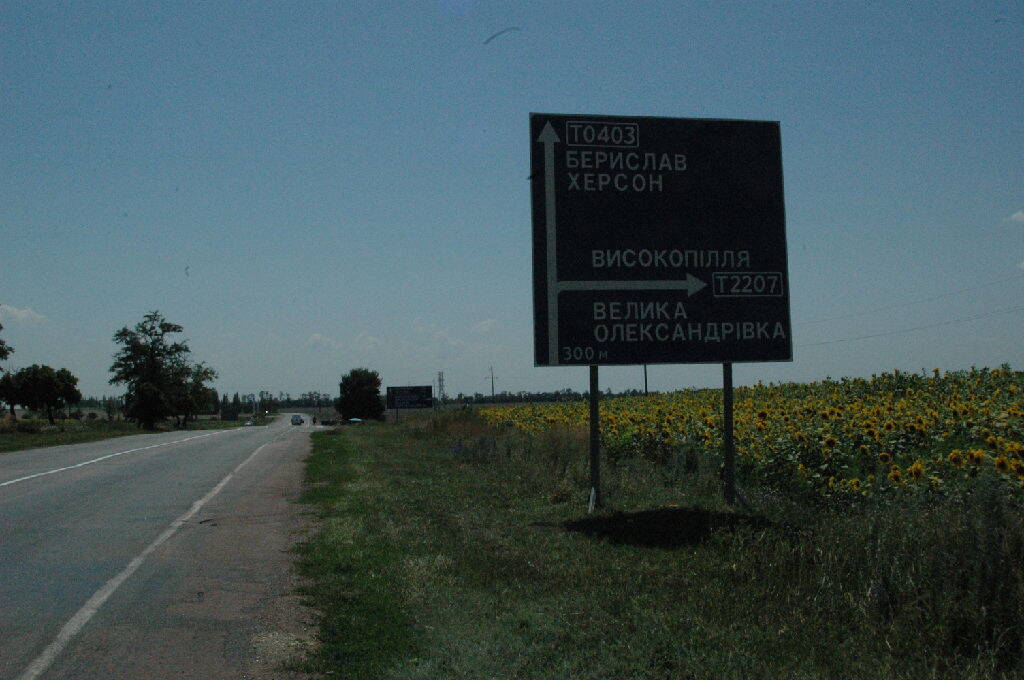 Т0403
БЕРИСЛАВ
ХЕРСОН
ВИСОКОПІЛЛЯ
Т2207
ВЕЛИКА
ОЛЕКСАНДРІВКА
300 м